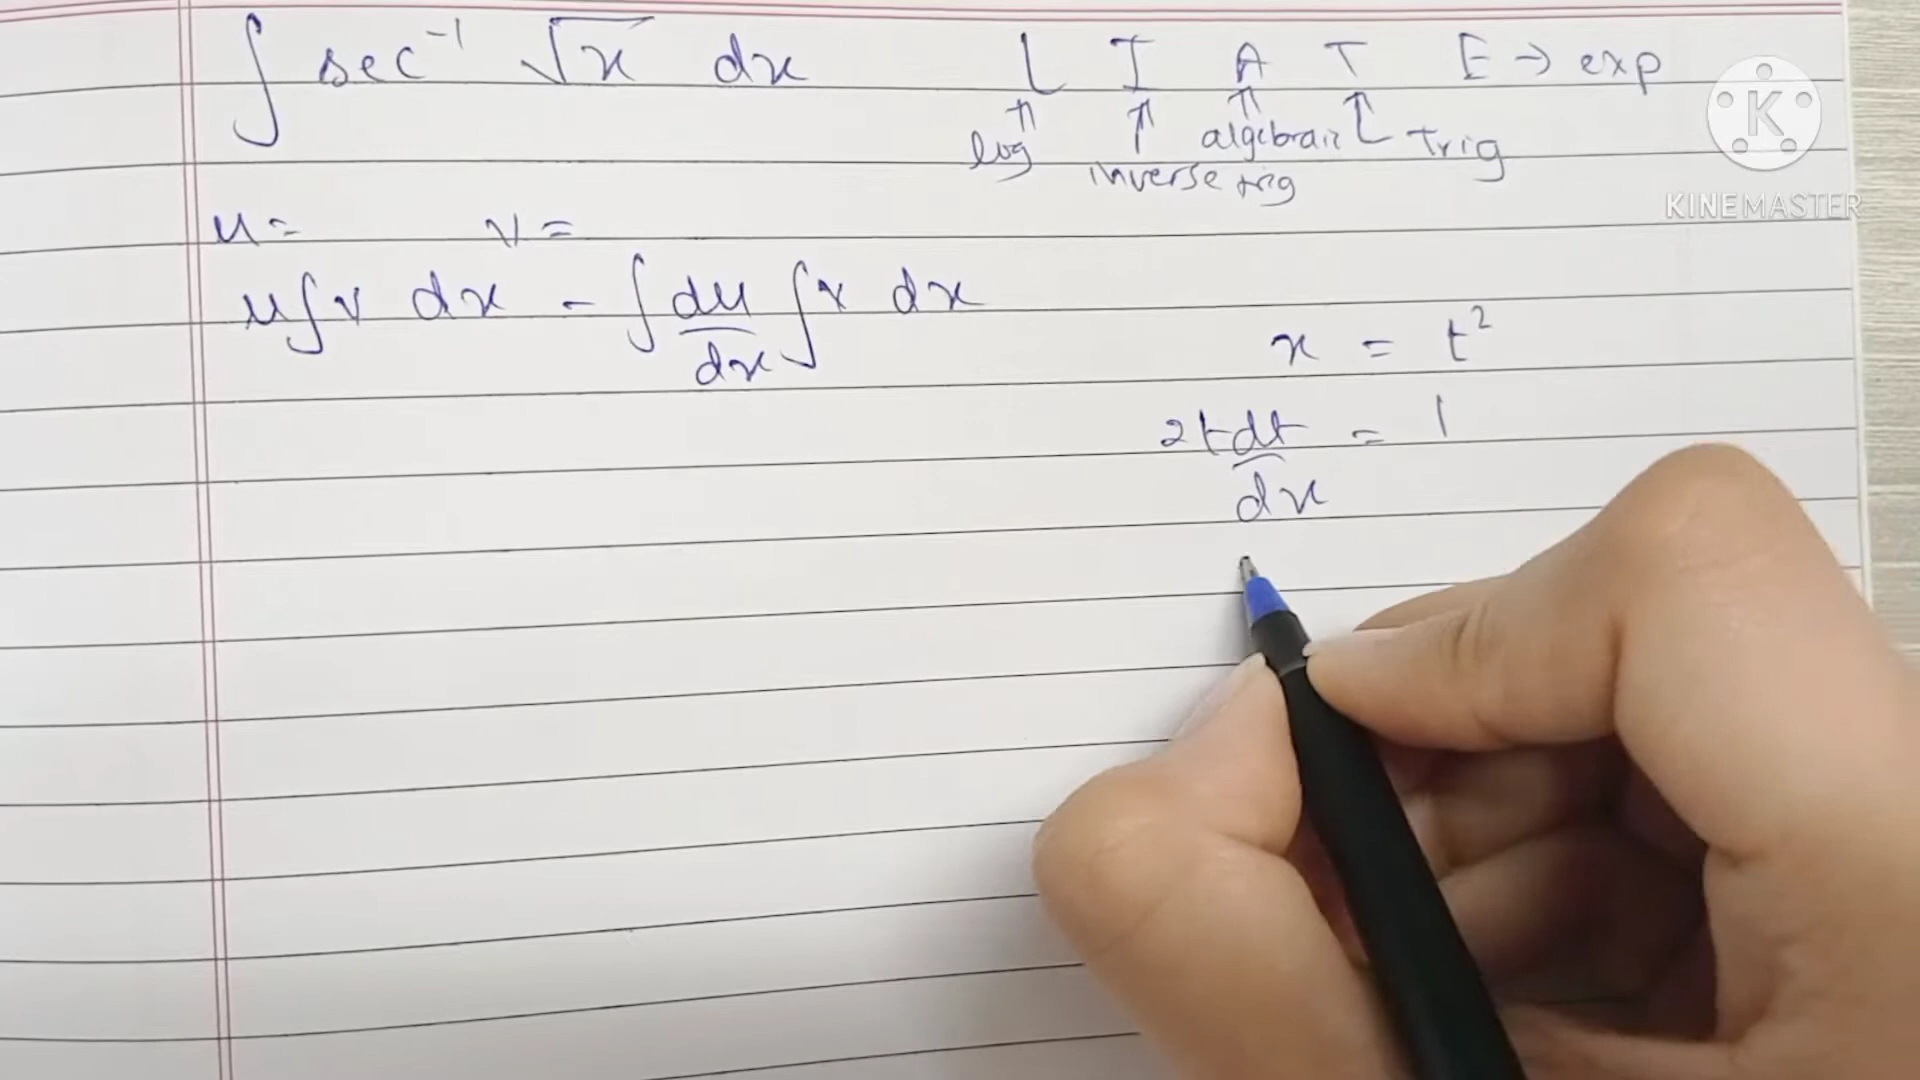 ∫ sec⁻¹ √x dx L I A T E → exp
log ↑ ↑ algebraic ↑ Trig
inverse trig
K
KINEMASTER
u = v =
u∫v dx - ∫ du/dx ∫v dx
x = t²
2t dt/dx = 1